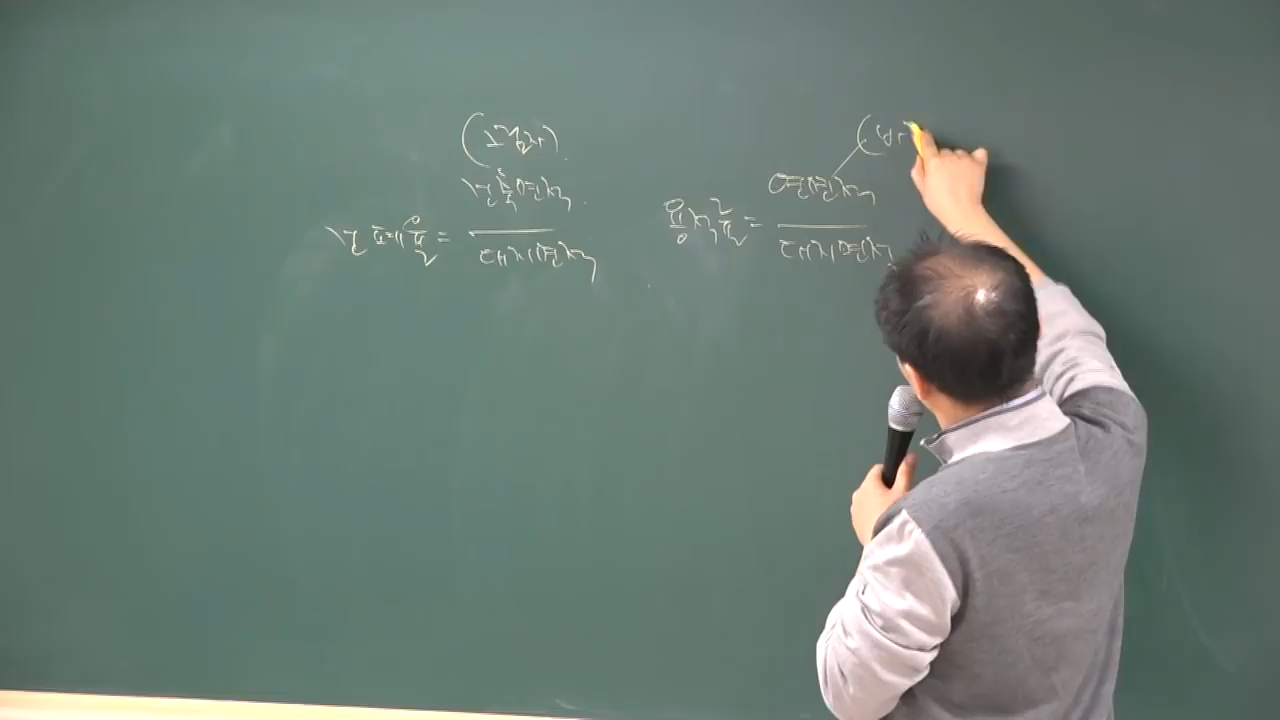 (그림자)
건축면적
건폐율 =
대지면적
(바
연면적
용적률 =
대지면적